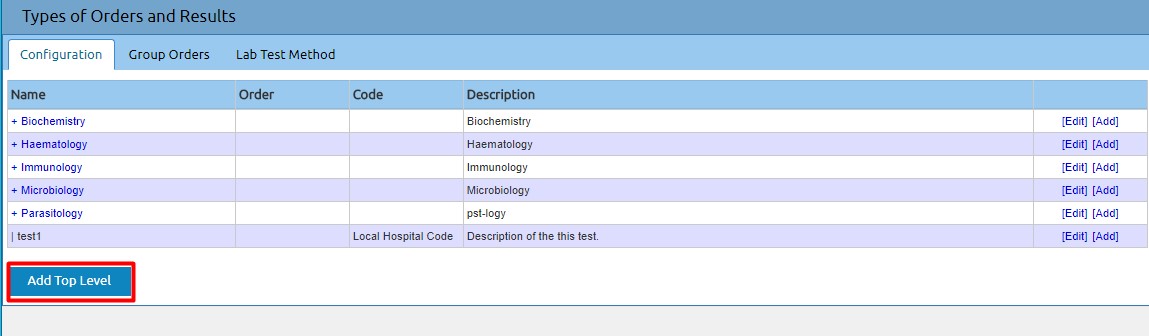 Types of Orders and Results
Configuration Group Orders Lab Test Method
Name Order Code Description
+ Biochemistry Biochemistry [Edit] [Add]
+ Haematology Haematology [Edit] [Add]
+ Immunology Immunology [Edit] [Add]
+ Microbiology Microbiology [Edit] [Add]
+ Parasitology pst-logy [Edit] [Add]
| test1 Local Hospital Code Description of the this test. [Edit] [Add]
Add Top Level